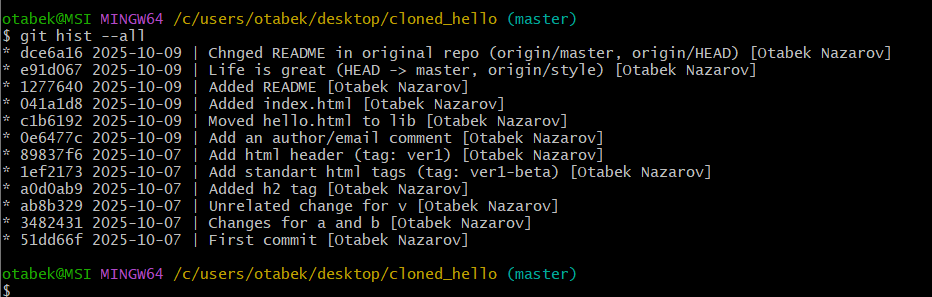 otabek@MSI MINGW64 /c/users/otabek/desktop/cloned_hello (master)
$ git hist --all
* dce6a16 2025-10-09 | Chnged README in original repo (origin/master, origin/HEAD) [Otabek Nazarov]
* e91d067 2025-10-09 | Life is great (HEAD -> master, origin/style) [Otabek Nazarov]
* 1277640 2025-10-09 | Added README [Otabek Nazarov]
* 041a1d8 2025-10-09 | Added index.html [Otabek Nazarov]
* c1b6192 2025-10-09 | Moved hello.html to lib [Otabek Nazarov]
* 0e6477c 2025-10-09 | Add an author/email comment [Otabek Nazarov]
* 89837f6 2025-10-07 | Add html header (tag: ver1) [Otabek Nazarov]
* 1ef2173 2025-10-07 | Add standart html tags (tag: ver1-beta) [Otabek Nazarov]
* a0d0ab9 2025-10-07 | Added h2 tag [Otabek Nazarov]
* ab8b329 2025-10-07 | Unrelated change for v [Otabek Nazarov]
* 3482431 2025-10-07 | Changes for a and b [Otabek Nazarov]
* 51dd66f 2025-10-07 | First commit [Otabek Nazarov]
otabek@MSI MINGW64 /c/users/otabek/desktop/cloned_hello (master)
$